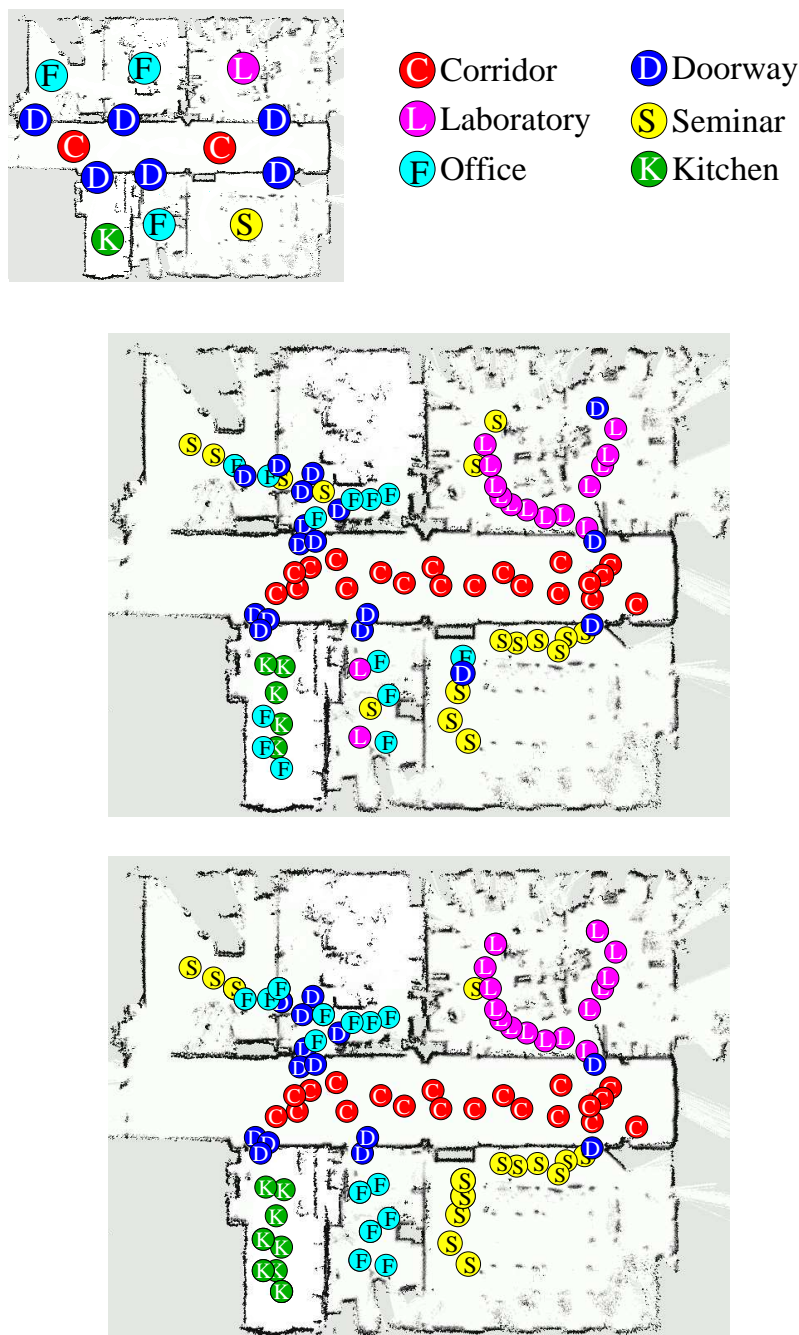 F F L
D D D
C C
D D D
K F S
C Corridor D Doorway
L Laboratory S Seminar
F Office K Kitchen
D
S L
S L
S F D S L L L
D F S D
D S L L
F F F L
D L L L L
D F L
D D D
C C C
C C C C C C
C C C C C C C
C C C C
D D D
D D D
S S S S S
S
K K L F F
K F D
F K S S S
F K L F S
F
L
L L
S L L
S S F F F D D S L L L
D F F F F L L
D L L L L
D F L
D D D
C C C
C C C C C C
C C C C C C C
C C C C
D D D
D D D
S S S S S
S
K K F F S
K F S S
K K F S
K K F F S
K